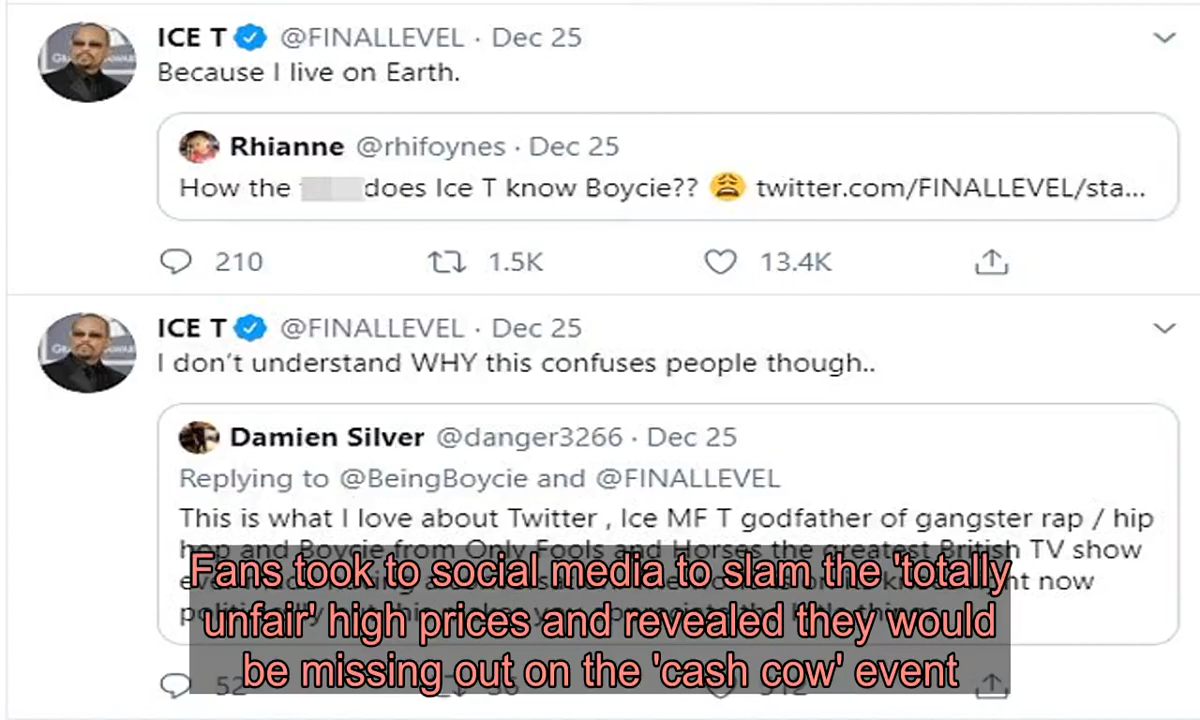 ICE T @FINALLEVEL · Dec 25
Because I live on Earth.
Rhianne @rhifoynes · Dec 25
How the does Ice T know Boycie?? 😩 twitter.com/FINALLEVEL/sta...
210 1.5K 13.4K
ICE T @FINALLEVEL · Dec 25
I don't understand WHY this confuses people though..
Damien Silver @danger3266 · Dec 25
Replying to @BeingBoycie and @FINALLEVEL
This is what I love about Twitter , Ice MF T godfather of gangster rap / hip
hop and Boycie from Only Fools and Horses the greatest British TV show
Fans took to social media to slam the 'totally
unfair' high prices and revealed they would
be missing out on the 'cash cow' event
52 36 512